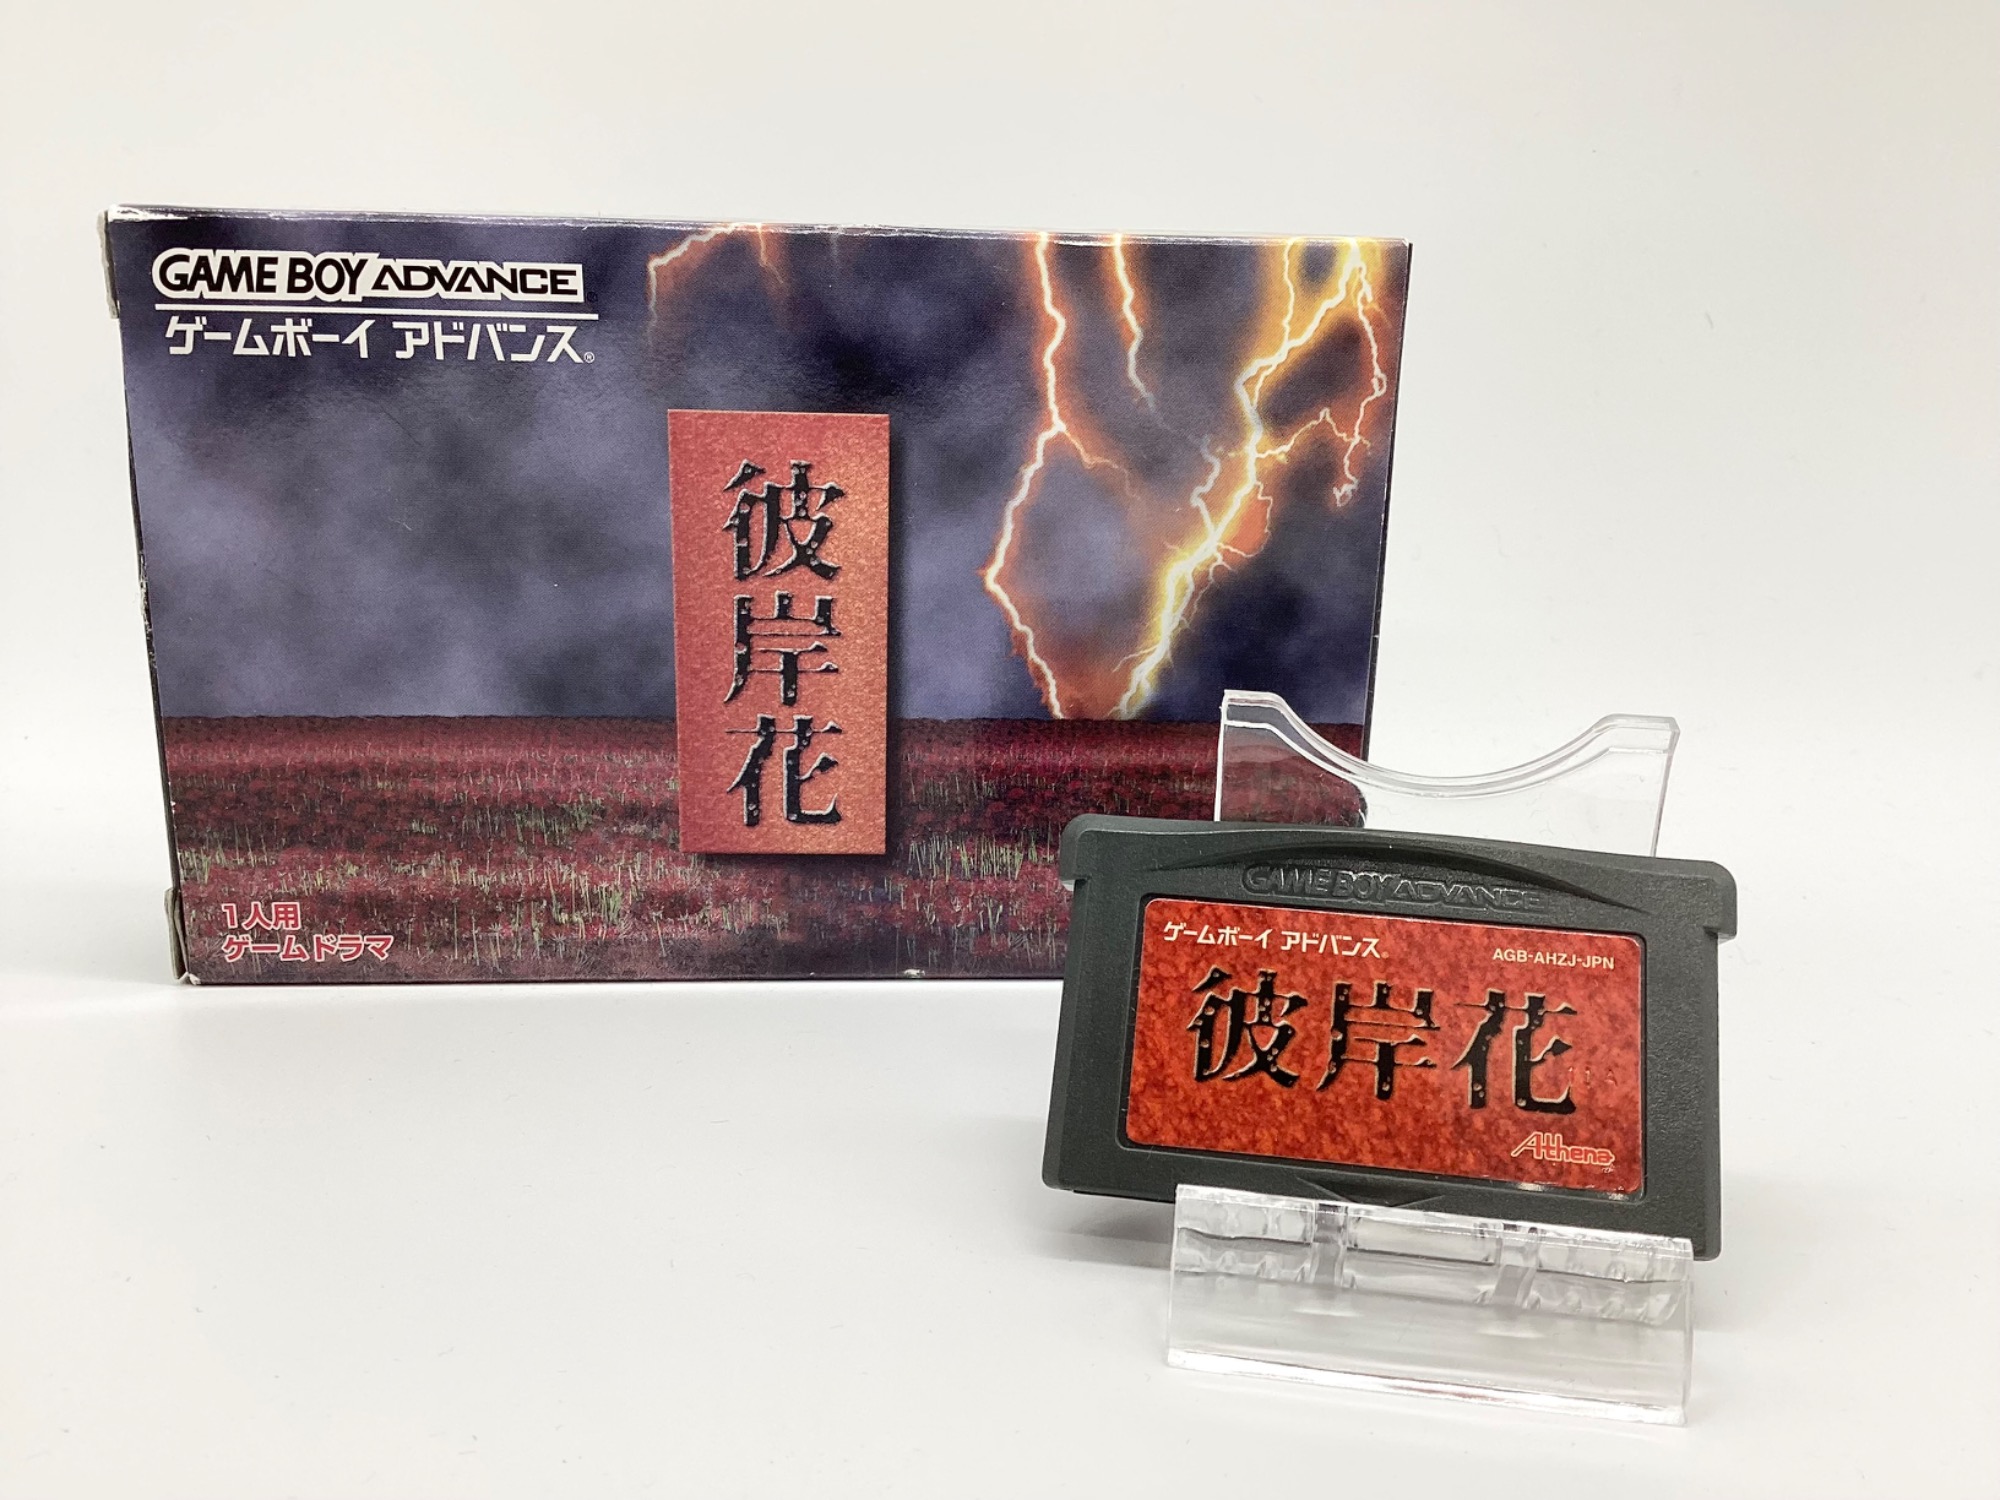 GAME BOY ADVANCE
ゲームボーイ アドバンス®
彼岸花
1人用
ゲームドラマ
GAME BOY ADVANCE
ゲームボーイ アドバンス
AGB-AHZJ-JPN
彼岸花
Athena